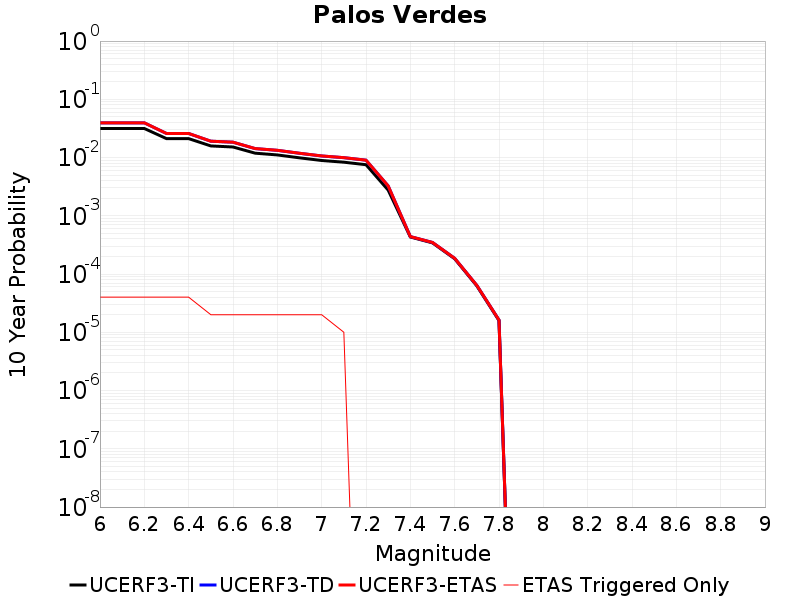 Palos Verdes
10^0
10^-1
10^-2
10^-3
10^-4
10^-5
10^-6
10^-7
10^-8
10 Year Probability
6 6.2 6.4 6.6 6.8 7 7.2 7.4 7.6 7.8 8 8.2 8.4 8.6 8.8 9
Magnitude
UCERF3-TI UCERF3-TD UCERF3-ETAS ETAS Triggered Only